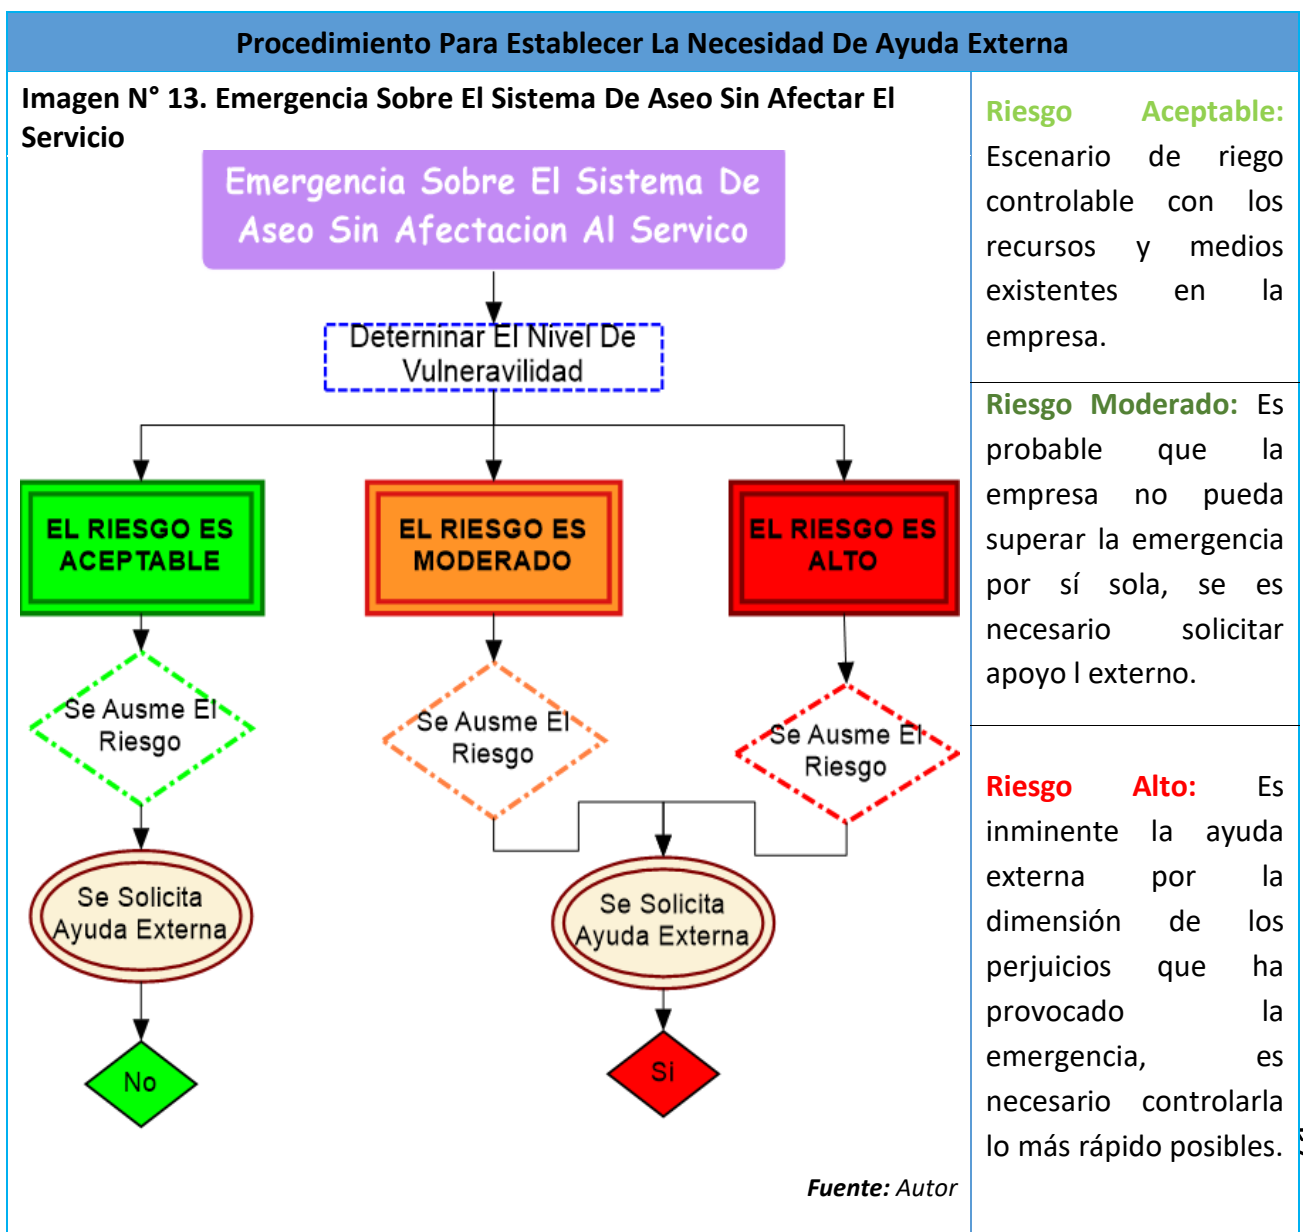 Procedimiento Para Establecer La Necesidad De Ayuda Externa
Imagen N° 13. Emergencia Sobre El Sistema De Aseo Sin Afectar El
Servicio
Emergencia Sobre El Sistema De
Aseo Sin Afectacion Al Servico
Deterninar El Nivel De
Vulneravilidad
EL RIESGO ES
ACEPTABLE
EL RIESGO ES
MODERADO
EL RIESGO ES
ALTO
Se Ausme El
Riesgo
Se Ausme El
Riesgo
Se Ausme El
Riesgo
Se Solicita
Ayuda Externa
Se Solicita
Ayuda Externa
No
Si
Fuente: Autor
Riesgo Aceptable:
Escenario de riego
controlable con los
recursos y medios
existentes en la
empresa.
Riesgo Moderado: Es
probable que la
empresa no pueda
superar la emergencia
por sí sola, se es
necesario solicitar
apoyo l externo.
Riesgo Alto: Es
inminente la ayuda
externa por la
dimensión de los
perjuicios que ha
provocado la
emergencia, es
necesario controlarla
lo más rápido posibles.